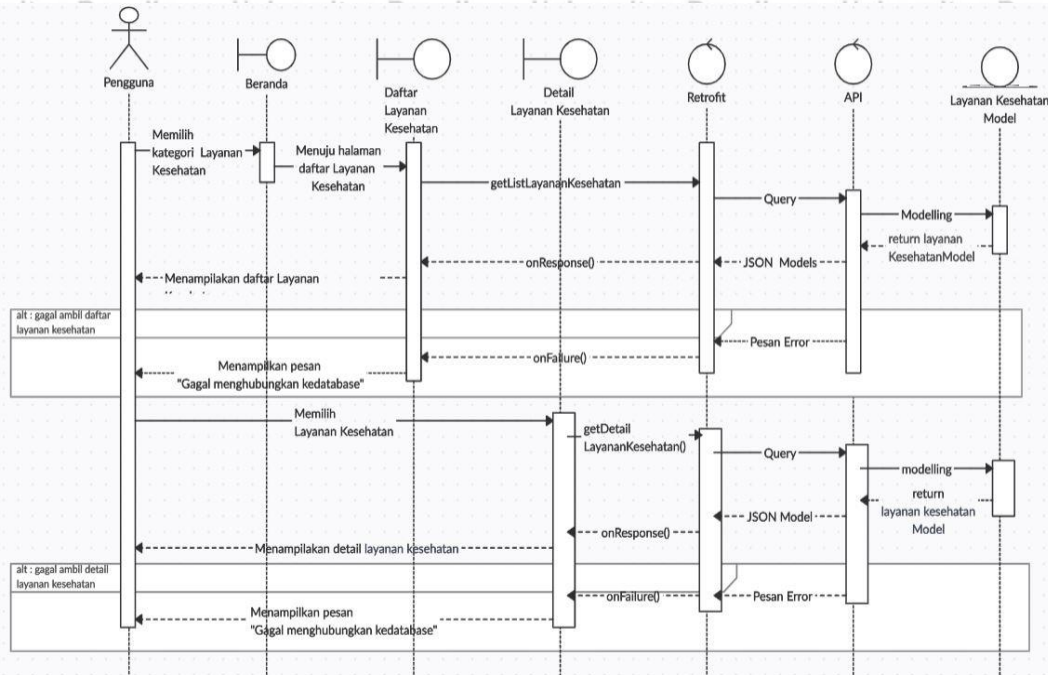 Pengguna
Beranda
Daftar
Layanan
Kesehatan
Detail
Layanan Kesehatan
Retrofit
API
Layanan Kesehatan
Model
Memilih
kategori Layanan
Kesehatan
Menuju halaman
daftar Layanan
Kesehatan
getListLayananKesehatan
Query
Modelling
return layanan
KesehatanModel
JSON Models
onResponse()
Menampilakan daftar Layanan
alt : gagal ambil daftar
layanan kesehatan
Pesan Error
onFailure()
Menampilkan pesan
"Gagal menghubungkan kedatabase"
Memilih
Layanan Kesehatan
getDetail
LayananKesehatan()
Query
modelling
return
layanan kesehatan
Model
JSON Model
onResponse()
Menampilakan detail layanan kesehatan
alt : gagal ambil detail
layanan kesehatan
Pesan Error
onFailure()
Menampilkan pesan
"Gagal menghubungkan kedatabase"